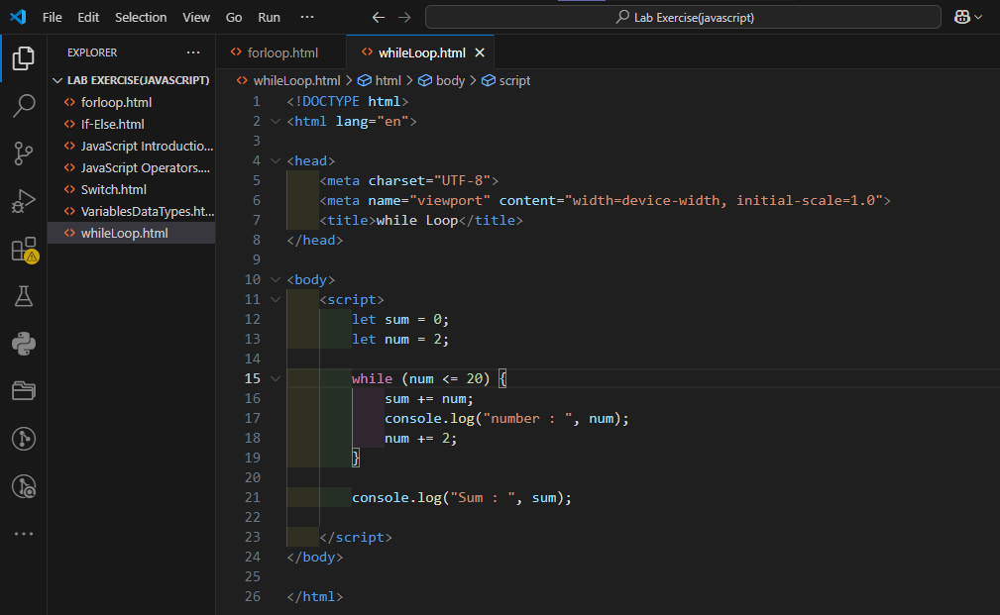 File Edit Selection View Go Run ··· Lab Exercise(javascript)
EXPLORER ···
LAB EXERCISE(JAVASCRIPT)
forloop.html
If-Else.html
JavaScript Introductio...
JavaScript Operators....
Switch.html
VariablesDataTypes.ht...
whileLoop.html
forloop.html whileLoop.html
whileLoop.html > html > body > script
1 <!DOCTYPE html>
2 <html lang="en">
3
4 <head>
5 <meta charset="UTF-8">
6 <meta name="viewport" content="width=device-width, initial-scale=1.0">
7 <title>while Loop</title>
8 </head>
9
10 <body>
11 <script>
12 let sum = 0;
13 let num = 2;
14
15 while (num <= 20) {
16 sum += num;
17 console.log("number : ", num);
18 num += 2;
19 }
20
21 console.log("Sum : ", sum);
22
23 </script>
24 </body>
25
26 </html>